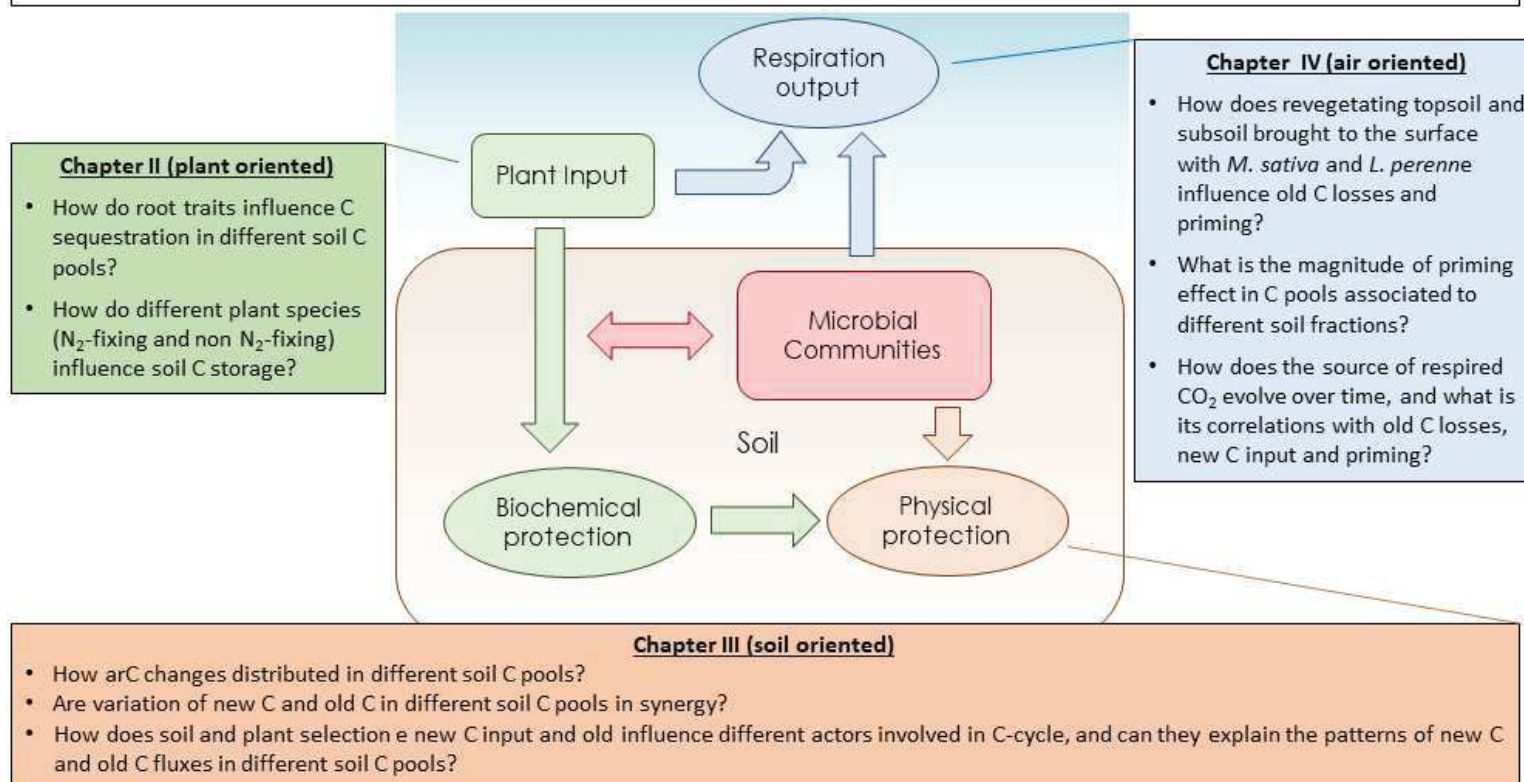 Respiration
output
Plant Input
Microbial
Communities
Soil
Biochemical
protection
Physical
protection
Chapter II (plant oriented)
• How do root traits influence C
sequestration in different soil C
pools?
• How do different plant species
(N₂-fixing and non N₂-fixing)
influence soil C storage?
Chapter IV (air oriented)
• How does revegetating topsoil and
subsoil brought to the surface
with M. sativa and L. perenne
influence old C losses and
priming?
• What is the magnitude of priming
effect in C pools associated to
different soil fractions?
• How does the source of respired
CO₂ evolve over time, and what is
its correlations with old C losses,
new C input and priming?
Chapter III (soil oriented)
• How arC changes distributed in different soil C pools?
• Are variation of new C and old C in different soil C pools in synergy?
• How does soil and plant selection e new C input and old influence different actors involved in C-cycle, and can they explain the patterns of new C
and old C fluxes in different soil C pools?